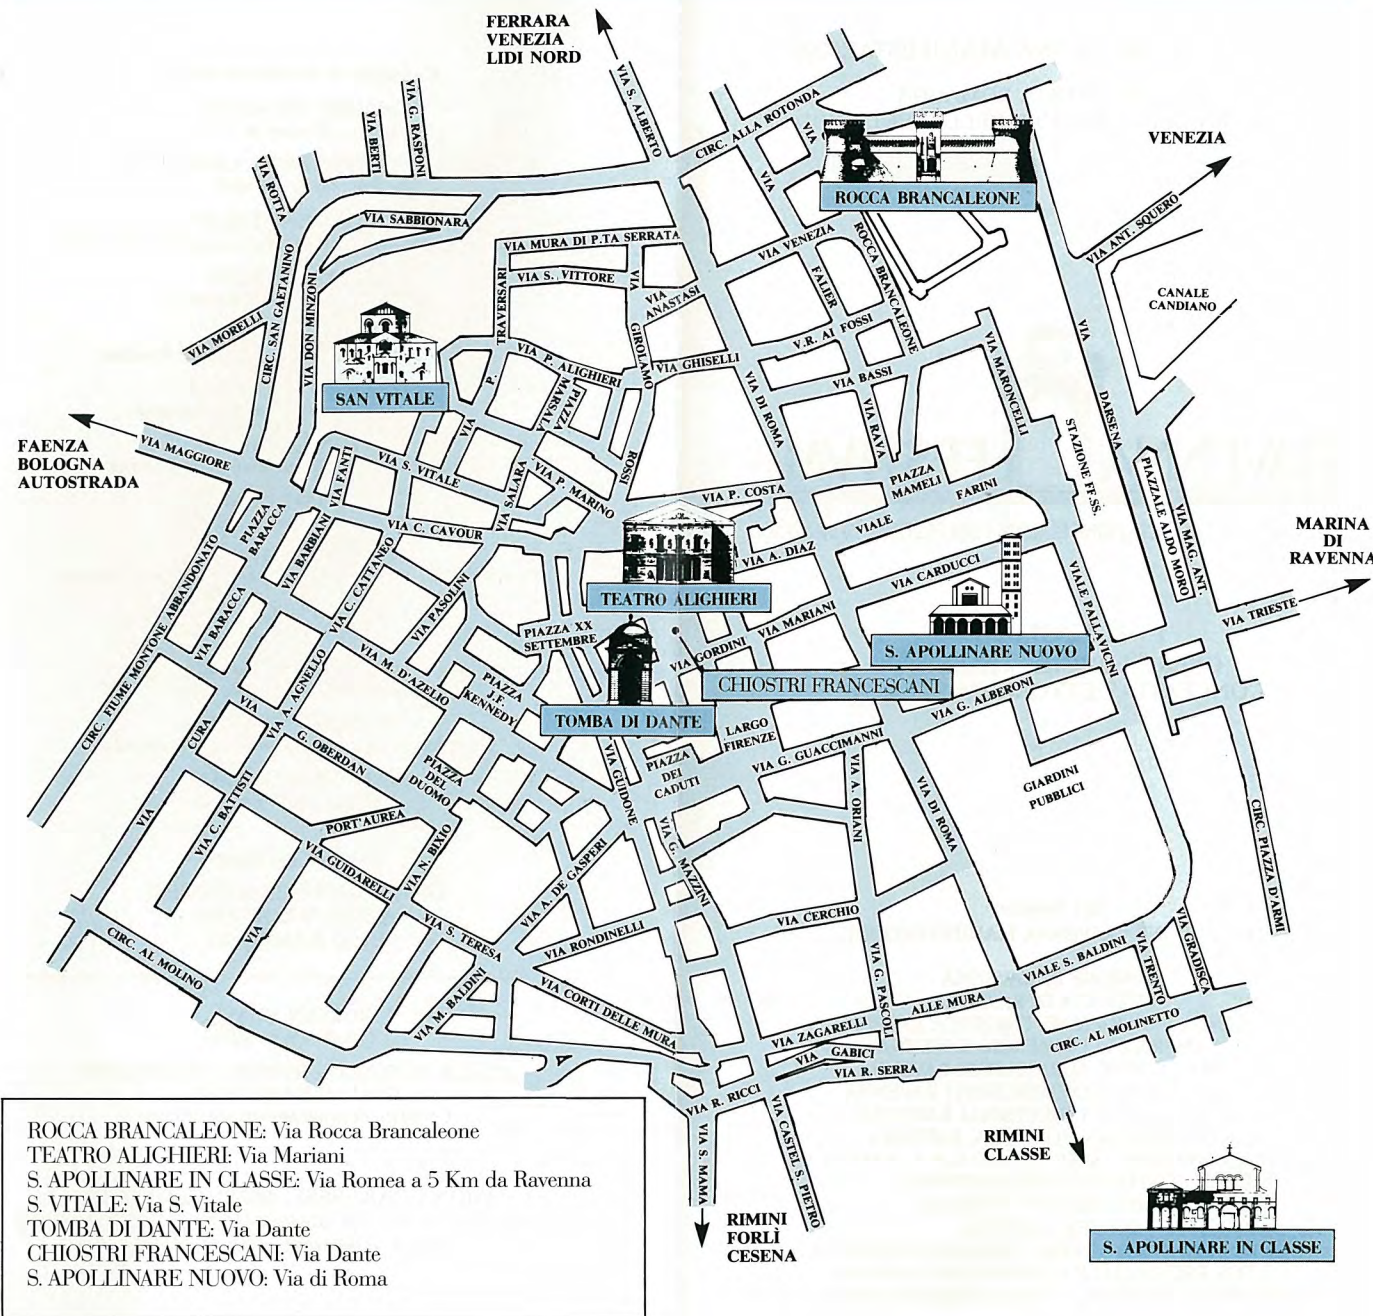 FERRARA
VENEZIA
LIDI NORD
VIA S. ALBERTO
CIRC. ALLA ROTONDA
VIA G. RASPONI
VIA BERTI
VIA ROTTA
VIA
VIA
ROCCA BRANCALEONE
VENEZIA
VIA ANT. SQUERO
CANALE
CANDIANO
VIA SABBIONARA
VIA MURA DI P.TA SERRATA
VIA S. VITTORE
VIA VENEZIA
VIA
ANASTASI
FALIER
ROCCA BRANCALEONE
V.R. AI FOSSI
VIA MORELLI
CIRC. SAN GAETANINO
VIA DON MINZONI
TRAVERSARI
P.
VIA
VIA
GIROLAMO
ROSSI
VIA P. ALIGHIERI
PIAZZA
MARSALA
VIA GHISELLI
VIA BASSI
VIA DI ROMA
VIA RAVA
VIA MARONCELLI
VIA
DARSENA
SAN VITALE
FAENZA
BOLOGNA
AUTOSTRADA
VIA MAGGIORE
VIA FANTI
VIA S. VITALE
VIA SALARA
VIA P. MARINO
VIA P. COSTA
PIAZZA
MAMELI
VIALE
FARINI
STAZIONE FF.SS.
PIAZZALE ALDO MORO
VIA MAG. ANT.
MARINA
DI
RAVENNA
VIA TRIESTE
PIAZZA
BARACCA
VIA BARBIANI
VIA C. CAVOUR
VIA C. CATTANEO
VIA PASOLINI
VIA A. DIAZ
VIA CARDUCCI
TEATRO ALIGHIERI
VIA MARIANI
PIAZZA XX
SETTEMBRE
VIA GORDINI
S. APOLLINARE NUOVO
VIALE PALLAVICINI
CHIOSTRI FRANCESCANI
TOMBA DI DANTE
CIRC. FIUME MONTONE ABBANDONATO
VIA BARACCA
VIA A. AGNELLO
VIA M. D'AZELIO
PIAZZA
J.F.
KENNEDY
VIA
CURA
VIA
G. OBERDAN
PIAZZA
DEL
DUOMO
VIA GUIDONE
PIAZZA
DEI
CADUTI
LARGO
FIRENZE
VIA G. GUACCIMANNI
VIA G. ALBERONI
GIARDINI
PUBBLICI
CIRC. PIAZZA D'ARMI
VIA C. BATTISTI
PORT'AUREA
VIA GUIDARELLI
VIA N. BIXIO
VIA A. DE GASPERI
VIA G. MAZZINI
VIA A. ORIANI
VIA DI ROMA
VIA
VIA S. TERESA
VIA RONDINELLI
VIA CERCHIO
VIA G. PASCOLI
VIALE S. BALDINI
VIA TRENTO
VIA GRADISCA
CIRC. AL MOLINO
VIA M. BALDINI
VIA CORTI DELLE MURA
VIA ZAGARELLI
ALLE MURA
VIA GABICI
VIA R. SERRA
CIRC. AL MOLINETTO
VIA R. RICCI
VIA S. MAMA
VIA CASTEL S. PIETRO
RIMINI
CLASSE
RIMINI
FORLÌ
CESENA
S. APOLLINARE IN CLASSE
ROCCA BRANCALEONE: Via Rocca Brancaleone
TEATRO ALIGHIERI: Via Mariani
S. APOLLINARE IN CLASSE: Via Romea a 5 Km da Ravenna
S. VITALE: Via S. Vitale
TOMBA DI DANTE: Via Dante
CHIOSTRI FRANCESCANI: Via Dante
S. APOLLINARE NUOVO: Via di Roma